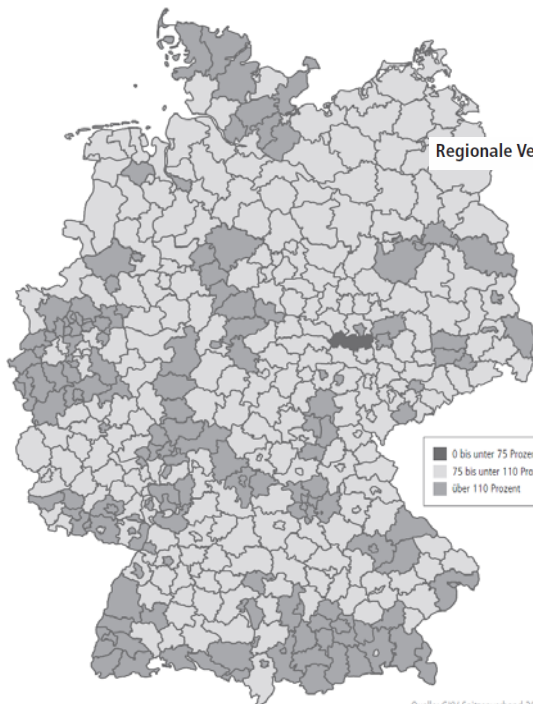 Regionale Ve
0 bis unter 75 Prozen
75 bis unter 110 Pro
über 110 Prozent